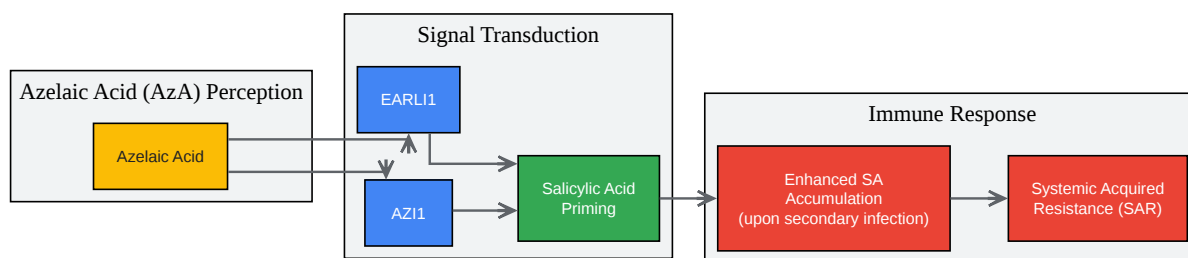 Azelaic Acid (AzA) Perception
Azelaic Acid
Signal Transduction
EARLI1
AZI1
Salicylic Acid
Priming
Immune Response
Enhanced SA
Accumulation
(upon secondary infection)
Systemic Acquired
Resistance (SAR)